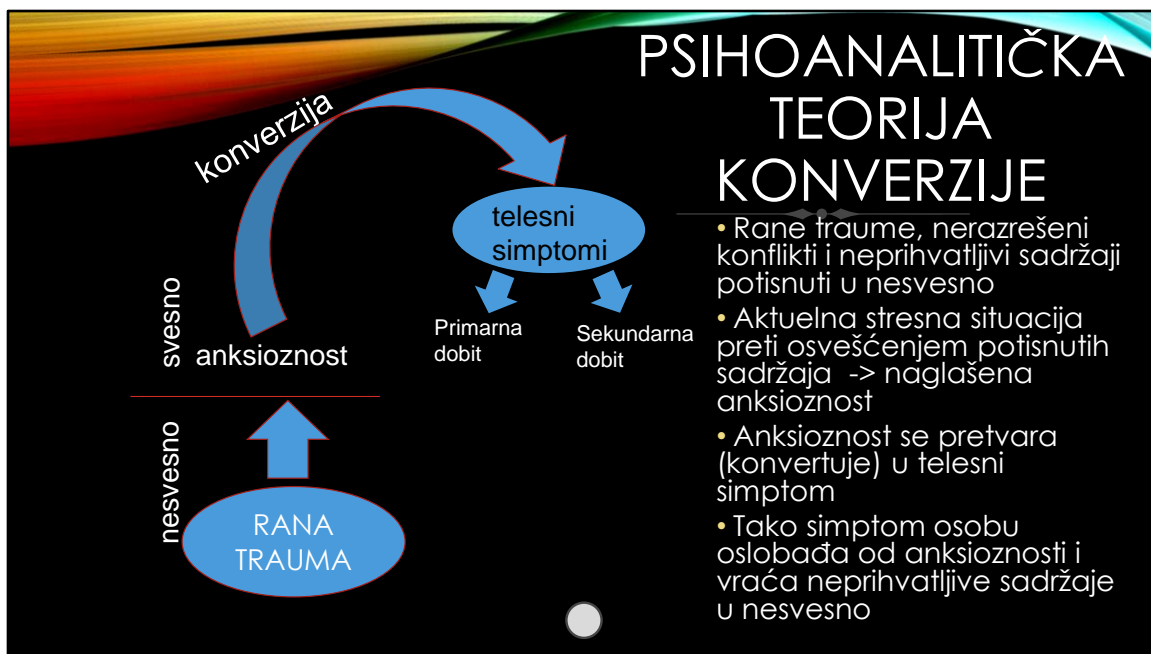 PSIHOANALITIČKA
TEORIJA
KONVERZIJE
konverzija
telesni
simptomi
Primarna
dobit
Sekundarna
dobit
svesno
anksioznost
nesvesno
RANA
TRAUMA
• Rane traume, nerazrešeni
konflikti i neprihvatljivi sadržaji
potisnuti u nesvesno
• Aktuelna stresna situacija
preti osvešćenjem potisnutih
sadržaja -> naglašena
anksioznost
• Anksioznost se pretvara
(konvertuje) u telesni
simptom
• Tako simptom osobu
oslobađa od anksioznosti i
vraća neprihvatljive sadržaje
u nesvesno